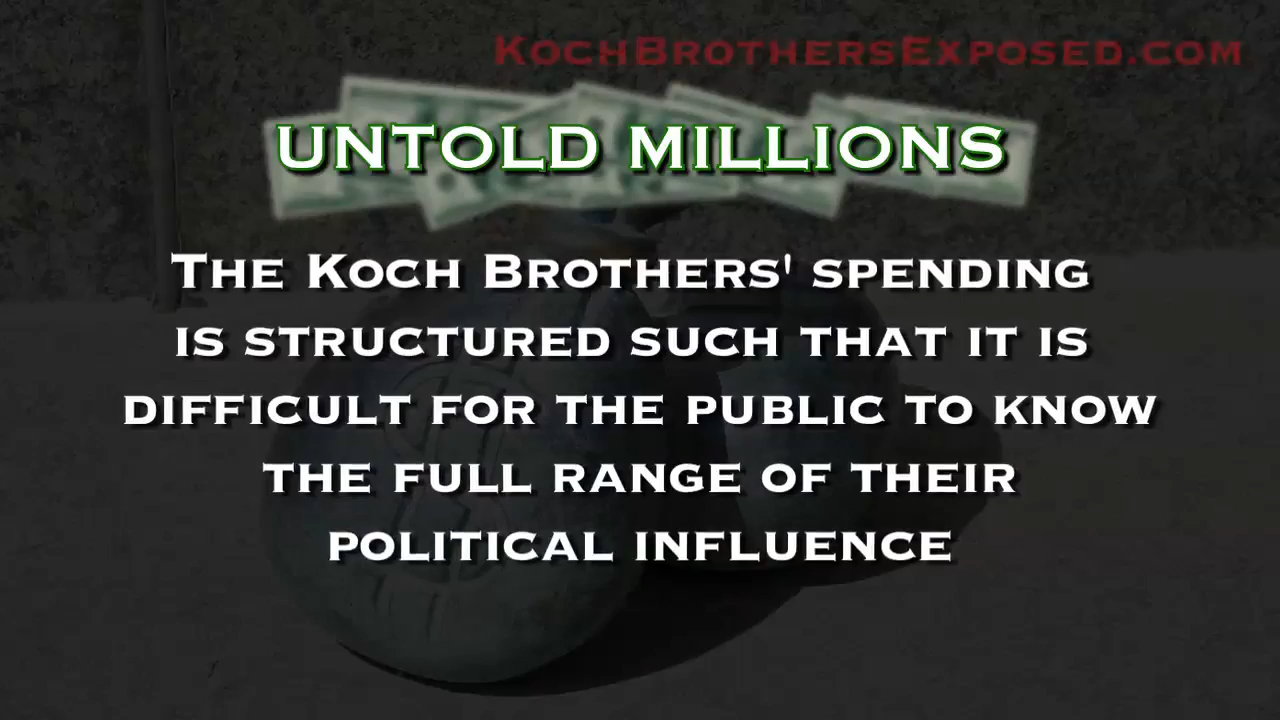 KochBrothersExposed.com
UNTOLD MILLIONS
The Koch Brothers' spending
is structured such that it is
difficult for the public to know
the full range of their
political influence